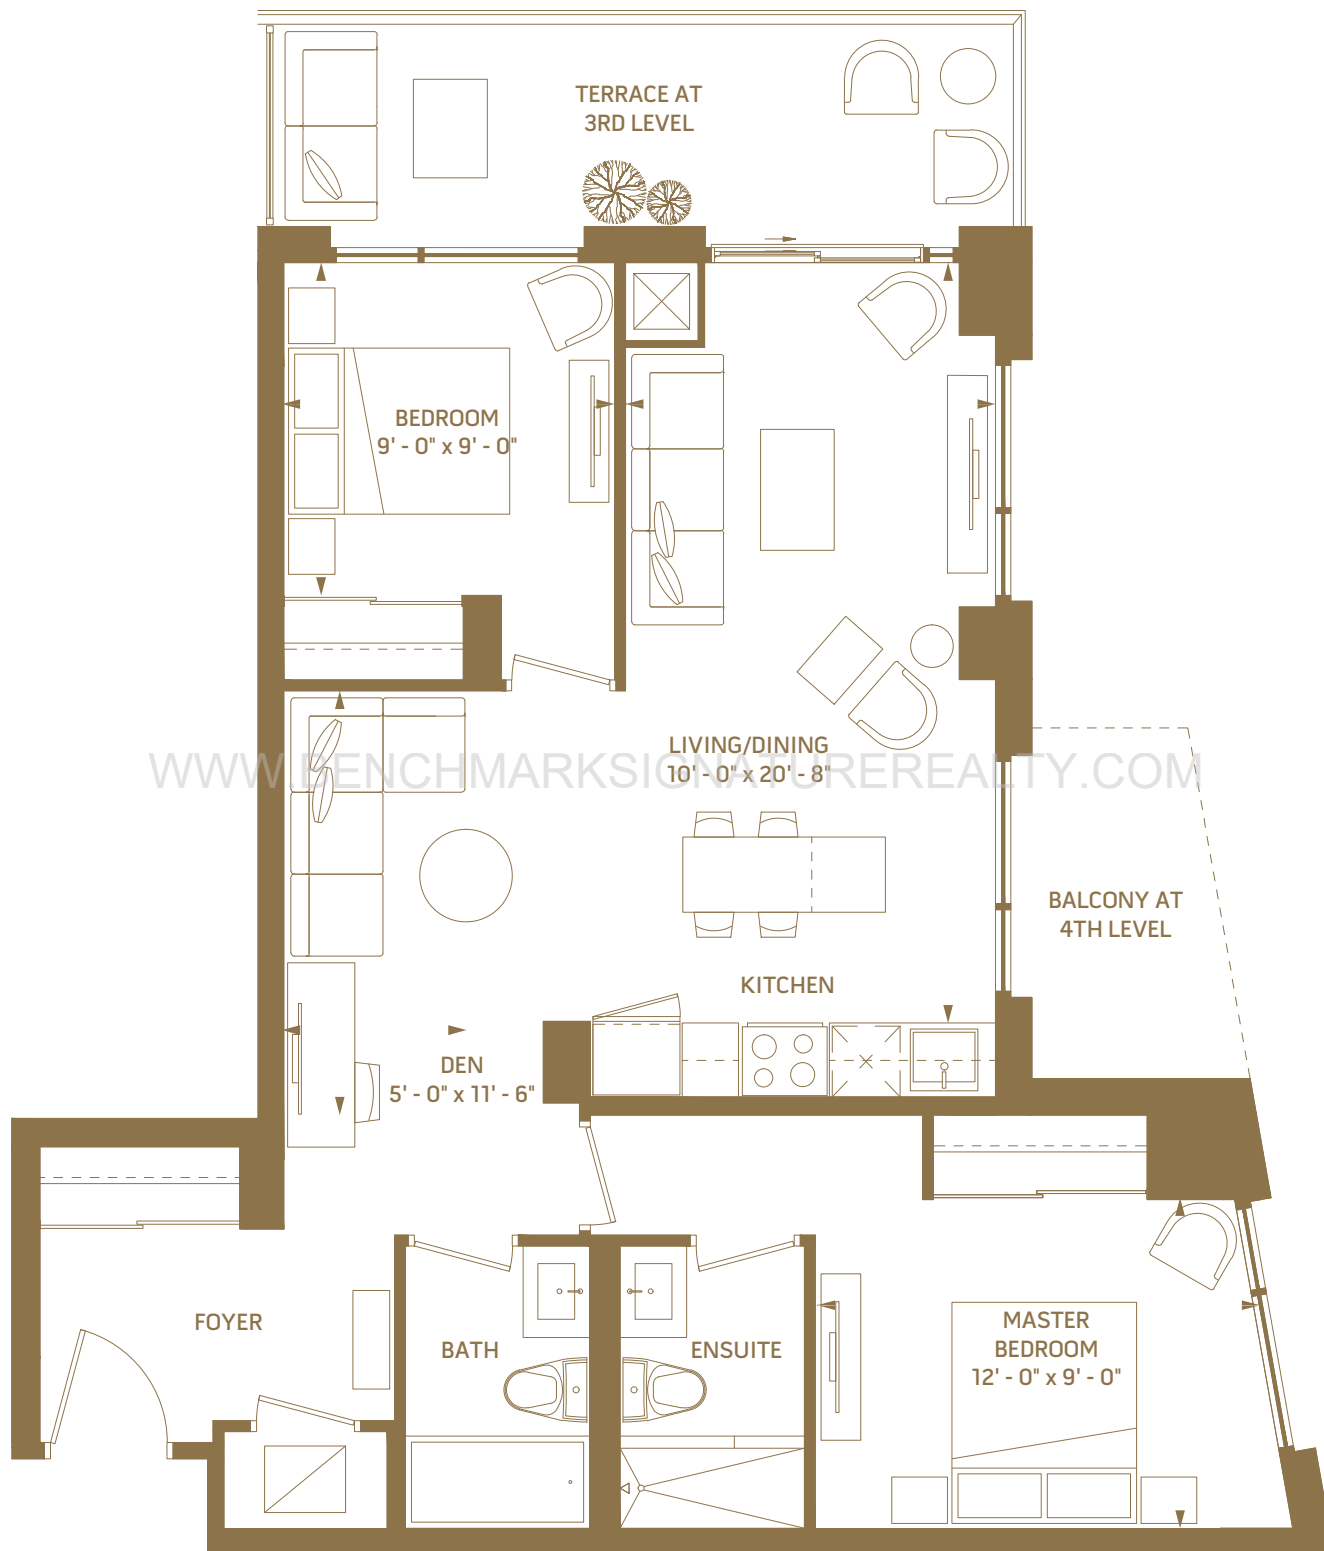 TERRACE AT
3RD LEVEL
BEDROOM
9' - 0" x 9' - 0"
LIVING/DINING
10' - 0" x 20' - 8"
WWW.BENCHMARKSIGNATUREREALTY.COM
BALCONY AT
4TH LEVEL
KITCHEN
DEN
5' - 0" x 11' - 6"
FOYER
BATH
ENSUITE
MASTER
BEDROOM
12' - 0" x 9' - 0"